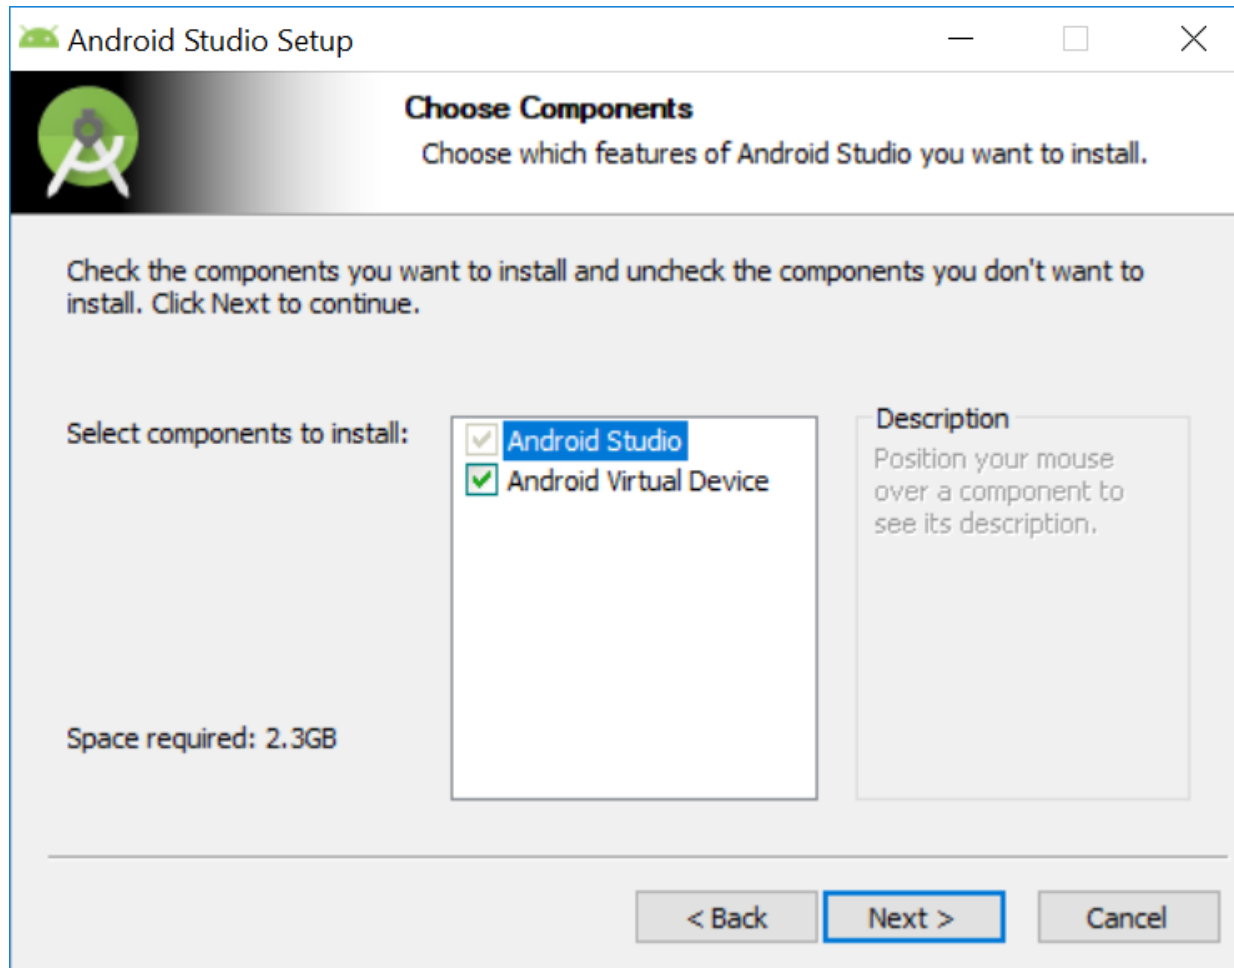 Android Studio Setup
Choose Components
Choose which features of Android Studio you want to install.
Check the components you want to install and uncheck the components you don't want to
install. Click Next to continue.
Select components to install:
Android Studio
Android Virtual Device
Description
Position your mouse
over a component to
see its description.
Space required: 2.3GB
< Back
Next >
Cancel